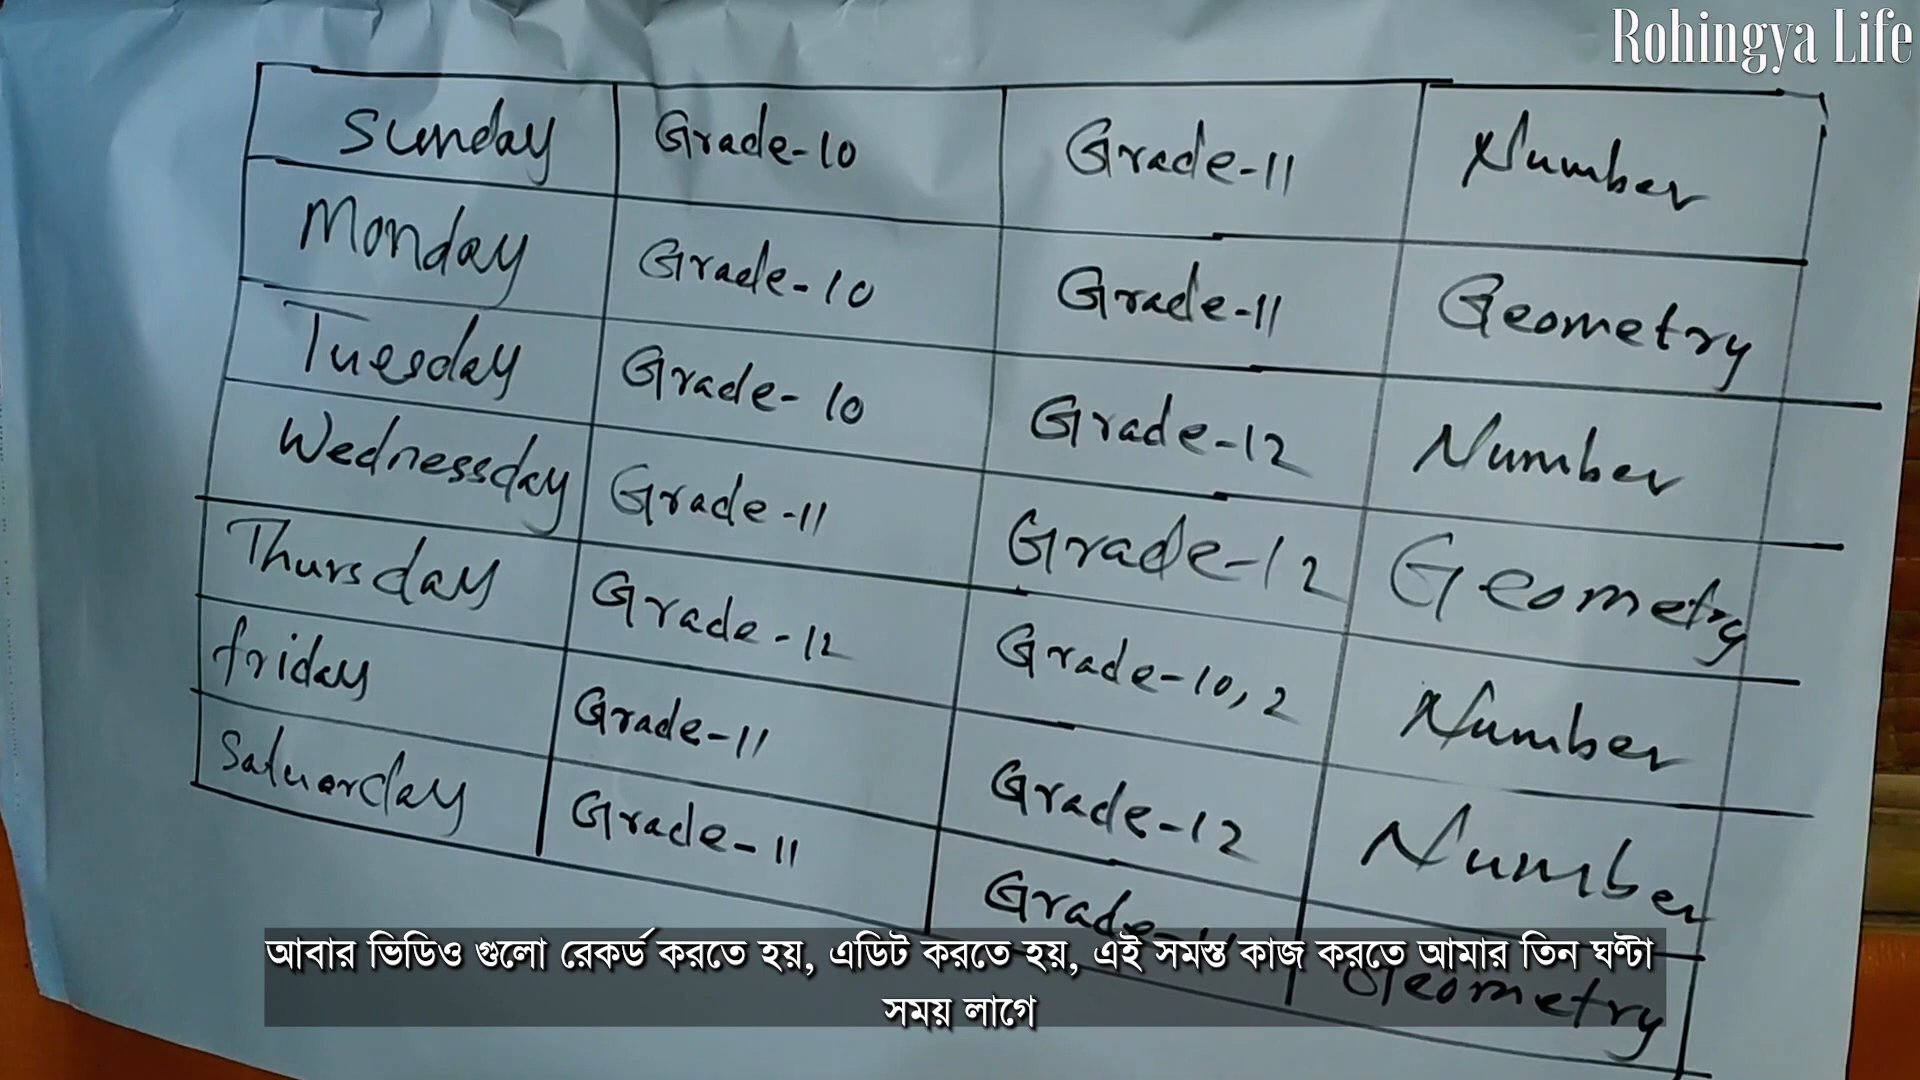 Rohingya Life
Sunday Grade-10 Grade-11 Number
Monday Grade-10 Grade-11 Geometry
Tuesday Grade-10 Grade-12 Number
Wednessday Grade-11 Grade-12 Geometry
Thursday Grade-12 Grade-10,2 Number
friday Grade-11 Grade-12 Number
Satuarday Grade-11 Geometry
আবার ভিডিও গুলো রেকর্ড করতে হয়, এডিট করতে হয়, এই সমস্ত কাজ করতে আমার তিন ঘণ্টা
সময় লাগে